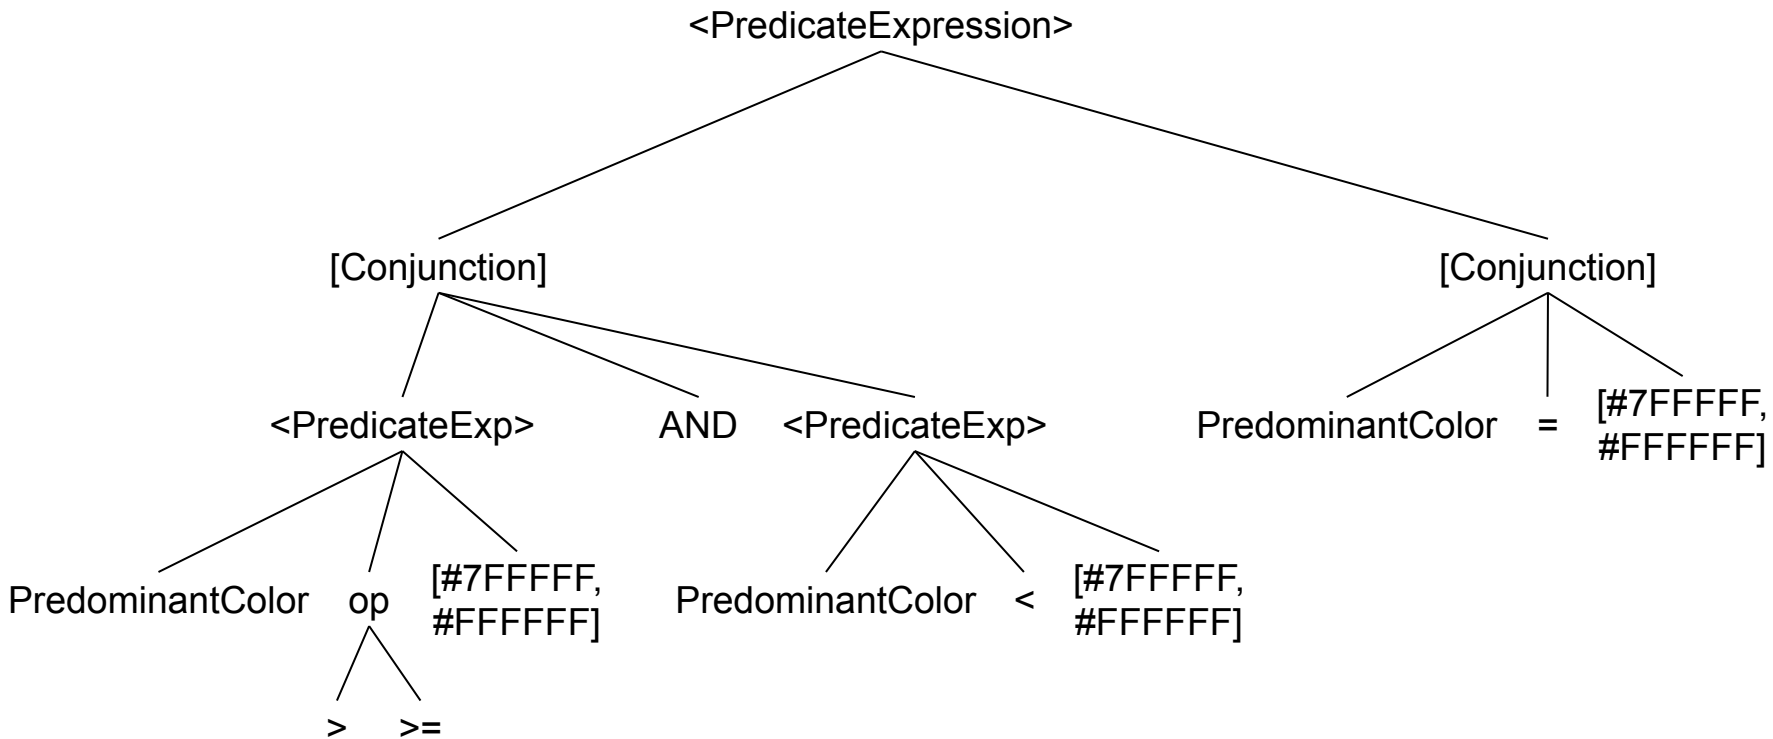 <PredicateExpression>
[Conjunction]
[Conjunction]
<PredicateExp>
AND
<PredicateExp>
PredominantColor
=
[#7FFFFF,
#FFFFFF]
PredominantColor
op
[#7FFFFF,
#FFFFFF]
PredominantColor
<
[#7FFFFF,
#FFFFFF]
>
>=